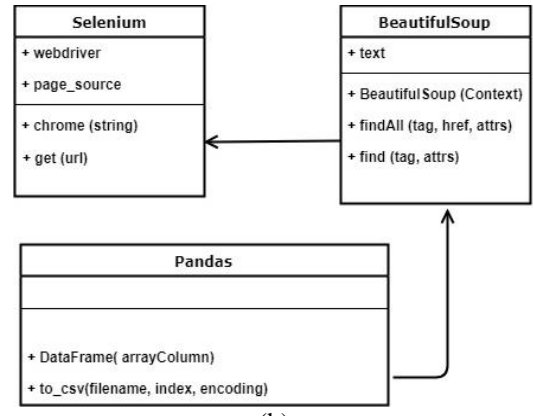 Selenium
+ webdriver
+ page_source
+ chrome (string)
+ get (url)
BeautifulSoup
+ text
+ BeautifulSoup (Context)
+ findAll (tag, href, attrs)
+ find (tag, attrs)
Pandas
+ DataFrame( arrayColumn)
+ to_csv(filename, index, encoding)